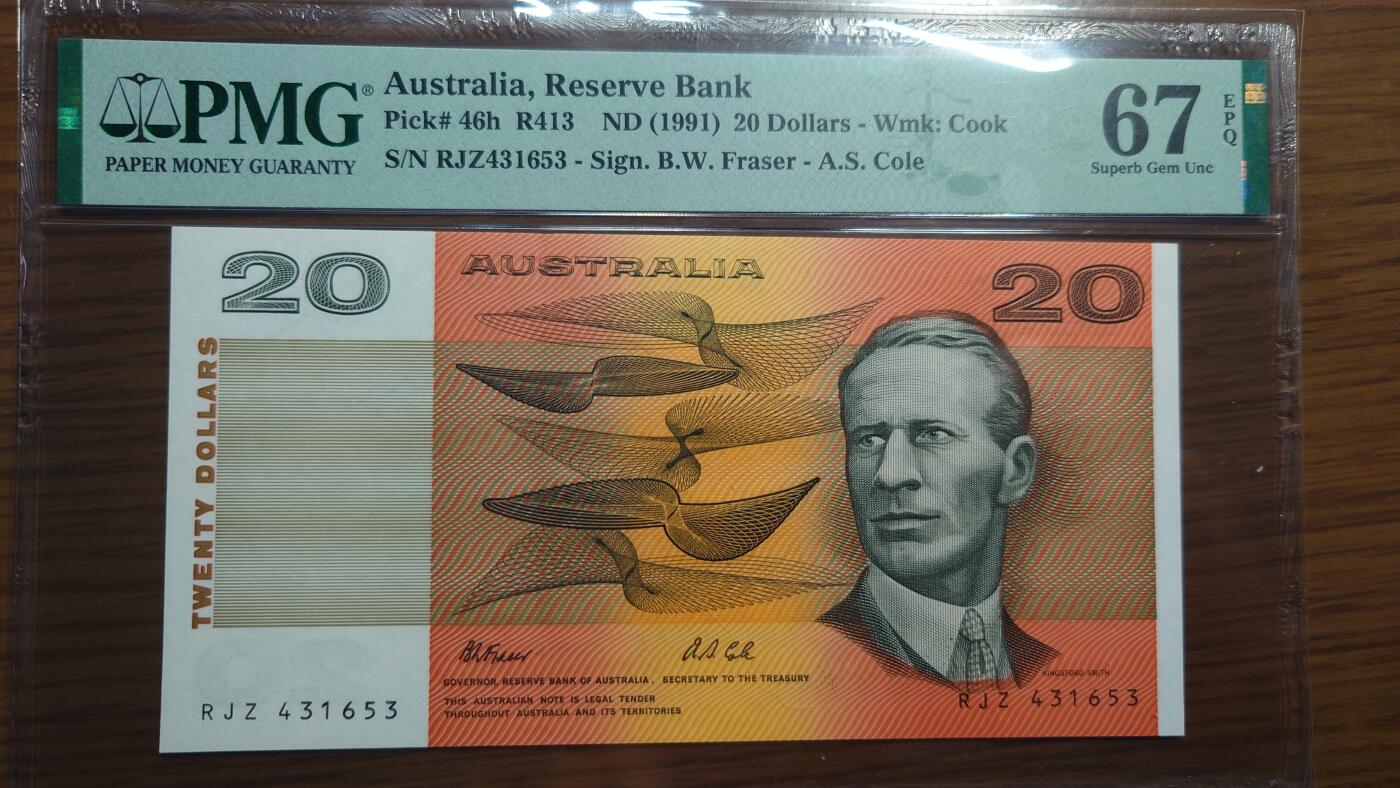 PMG®
PAPER MONEY GUARANTY
Australia, Reserve Bank
Pick# 46h R413 ND (1991) 20 Dollars - Wmk: Cook
S/N RJZ431653 - Sign. B.W. Fraser - A.S. Cole
67
EPQ
Superb Gem Unc
20
AUSTRALIA
20
TWENTY DOLLARS
BWFraser
A.S. Cole
GOVERNOR, RESERVE BANK OF AUSTRALIA. SECRETARY TO THE TREASURY
THIS AUSTRALIAN NOTE IS LEGAL TENDER
THROUGHOUT AUSTRALIA AND ITS TERRITORIES
KINGSFORD SMITH
RJZ 431653
RJZ 431653